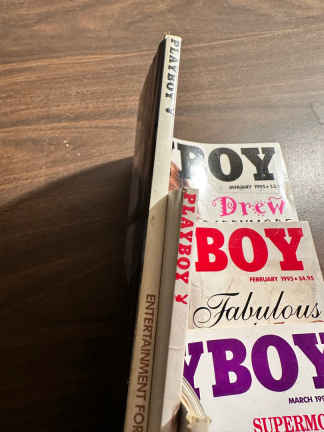 PLAYBOY
ENTERTAINMENT FOR
PLAYBOY
BOY
JANUARY 1995 •
Drew
BOY
FEBRUARY 1995 • $4.95
Fabulous
YBOY
MARCH 199
SUPERMO